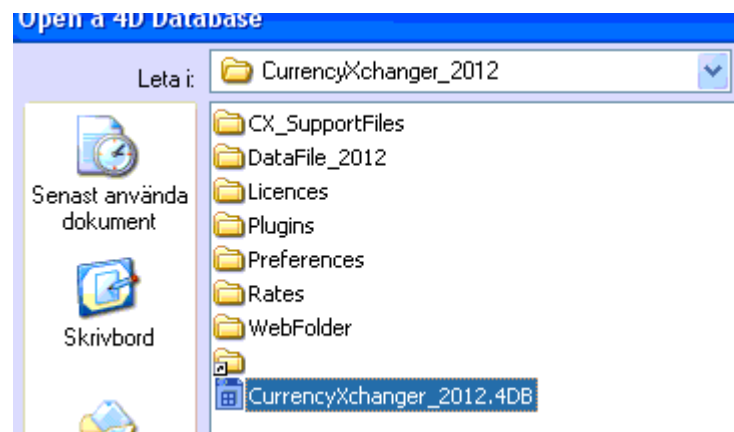 Open a 4D Database
Leta i:
CurrencyXchanger_2012
CX_SupportFiles
DataFile_2012
Licences
Plugins
Preferences
Rates
WebFolder
CurrencyXchanger_2012.4DB
Senast använda
dokument
Skrivbord